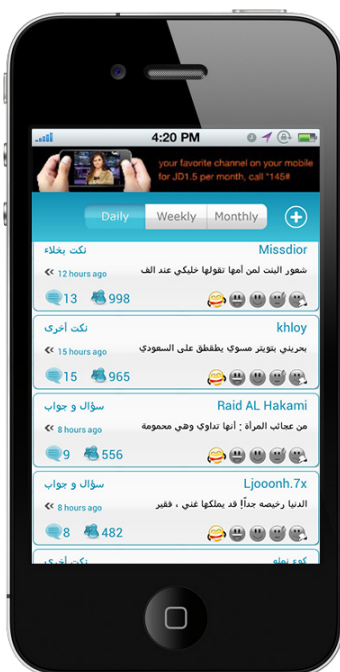 4:20 PM
your favorite channel on your mobile
for JD1.5 per month, call *145#
Daily Weekly Monthly
Missdior نكت بخلاء
شعور البنت لمن أمها تقولها خليكي عند الف
12 hours ago
13 998
khloy نكت أخرى
بحريني بتويتر مسوي يطقطق على السعودي
15 hours ago
15 965
Raid AL Hakami سؤال و جواب
من عجائب المرأة : أنها تداوي وهي محمومة
8 hours ago
9 556
Ljooonh.7x سؤال و جواب
الدنيا رخيصه جداً! قد يملكها غني ، فقير
8 hours ago
8 482
نكت أخرى